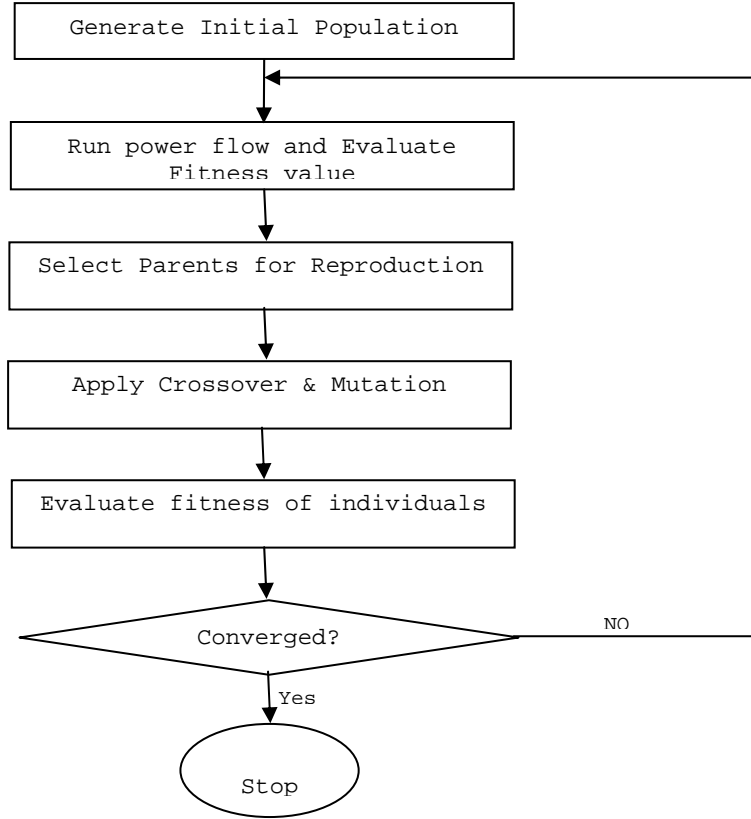 Generate Initial Population
Run power flow and Evaluate
Fitness value
Select Parents for Reproduction
Apply Crossover & Mutation
Evaluate fitness of individuals
Converged?
NO
Yes
Stop